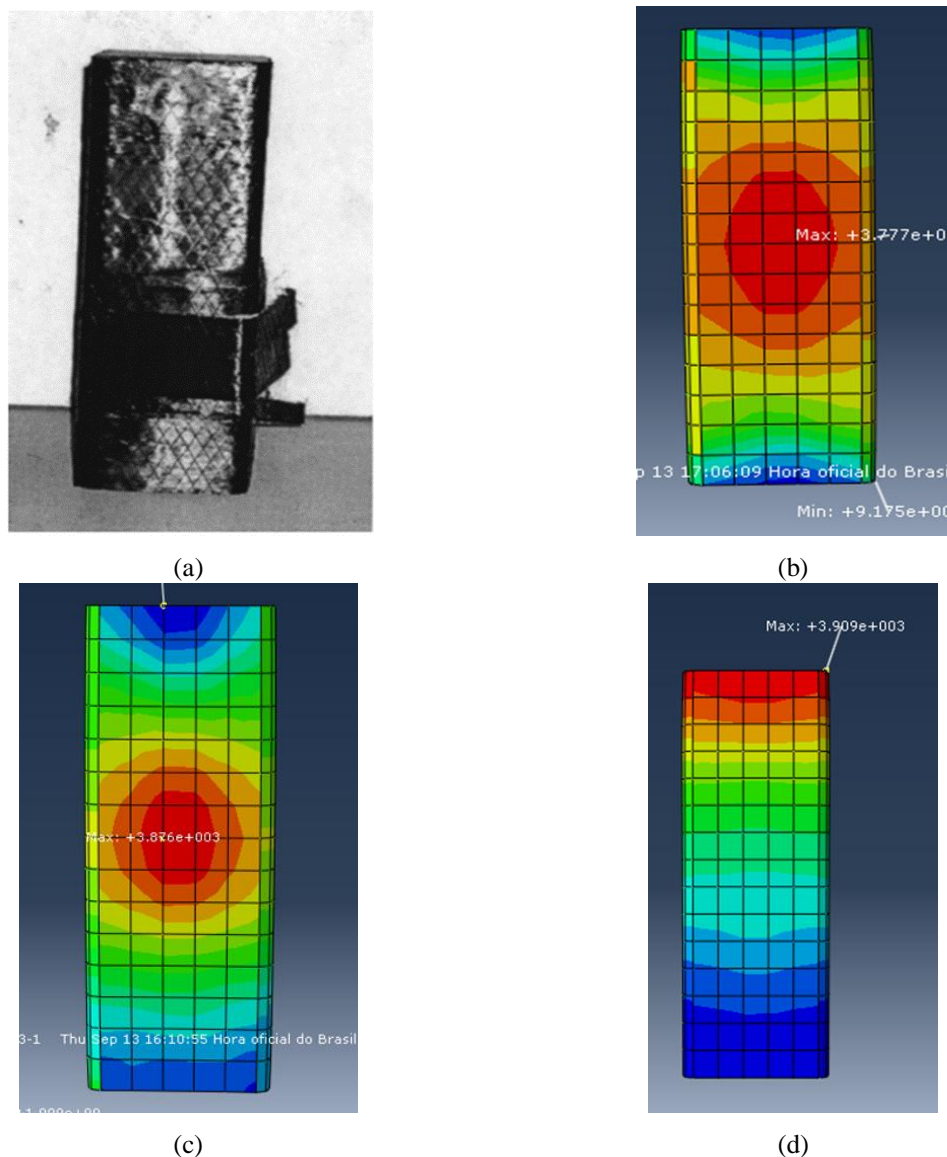 Max: +3.777e+0
p 13 17:06:09 Hora oficial do Brasi
Min: +9.175e+00
(a)
(b)
Max: +3.876e+003
3-1 Thu Sep 13 16:10:55 Hora oficial do Brasil
Max: +3.909e+003
(c)
(d)